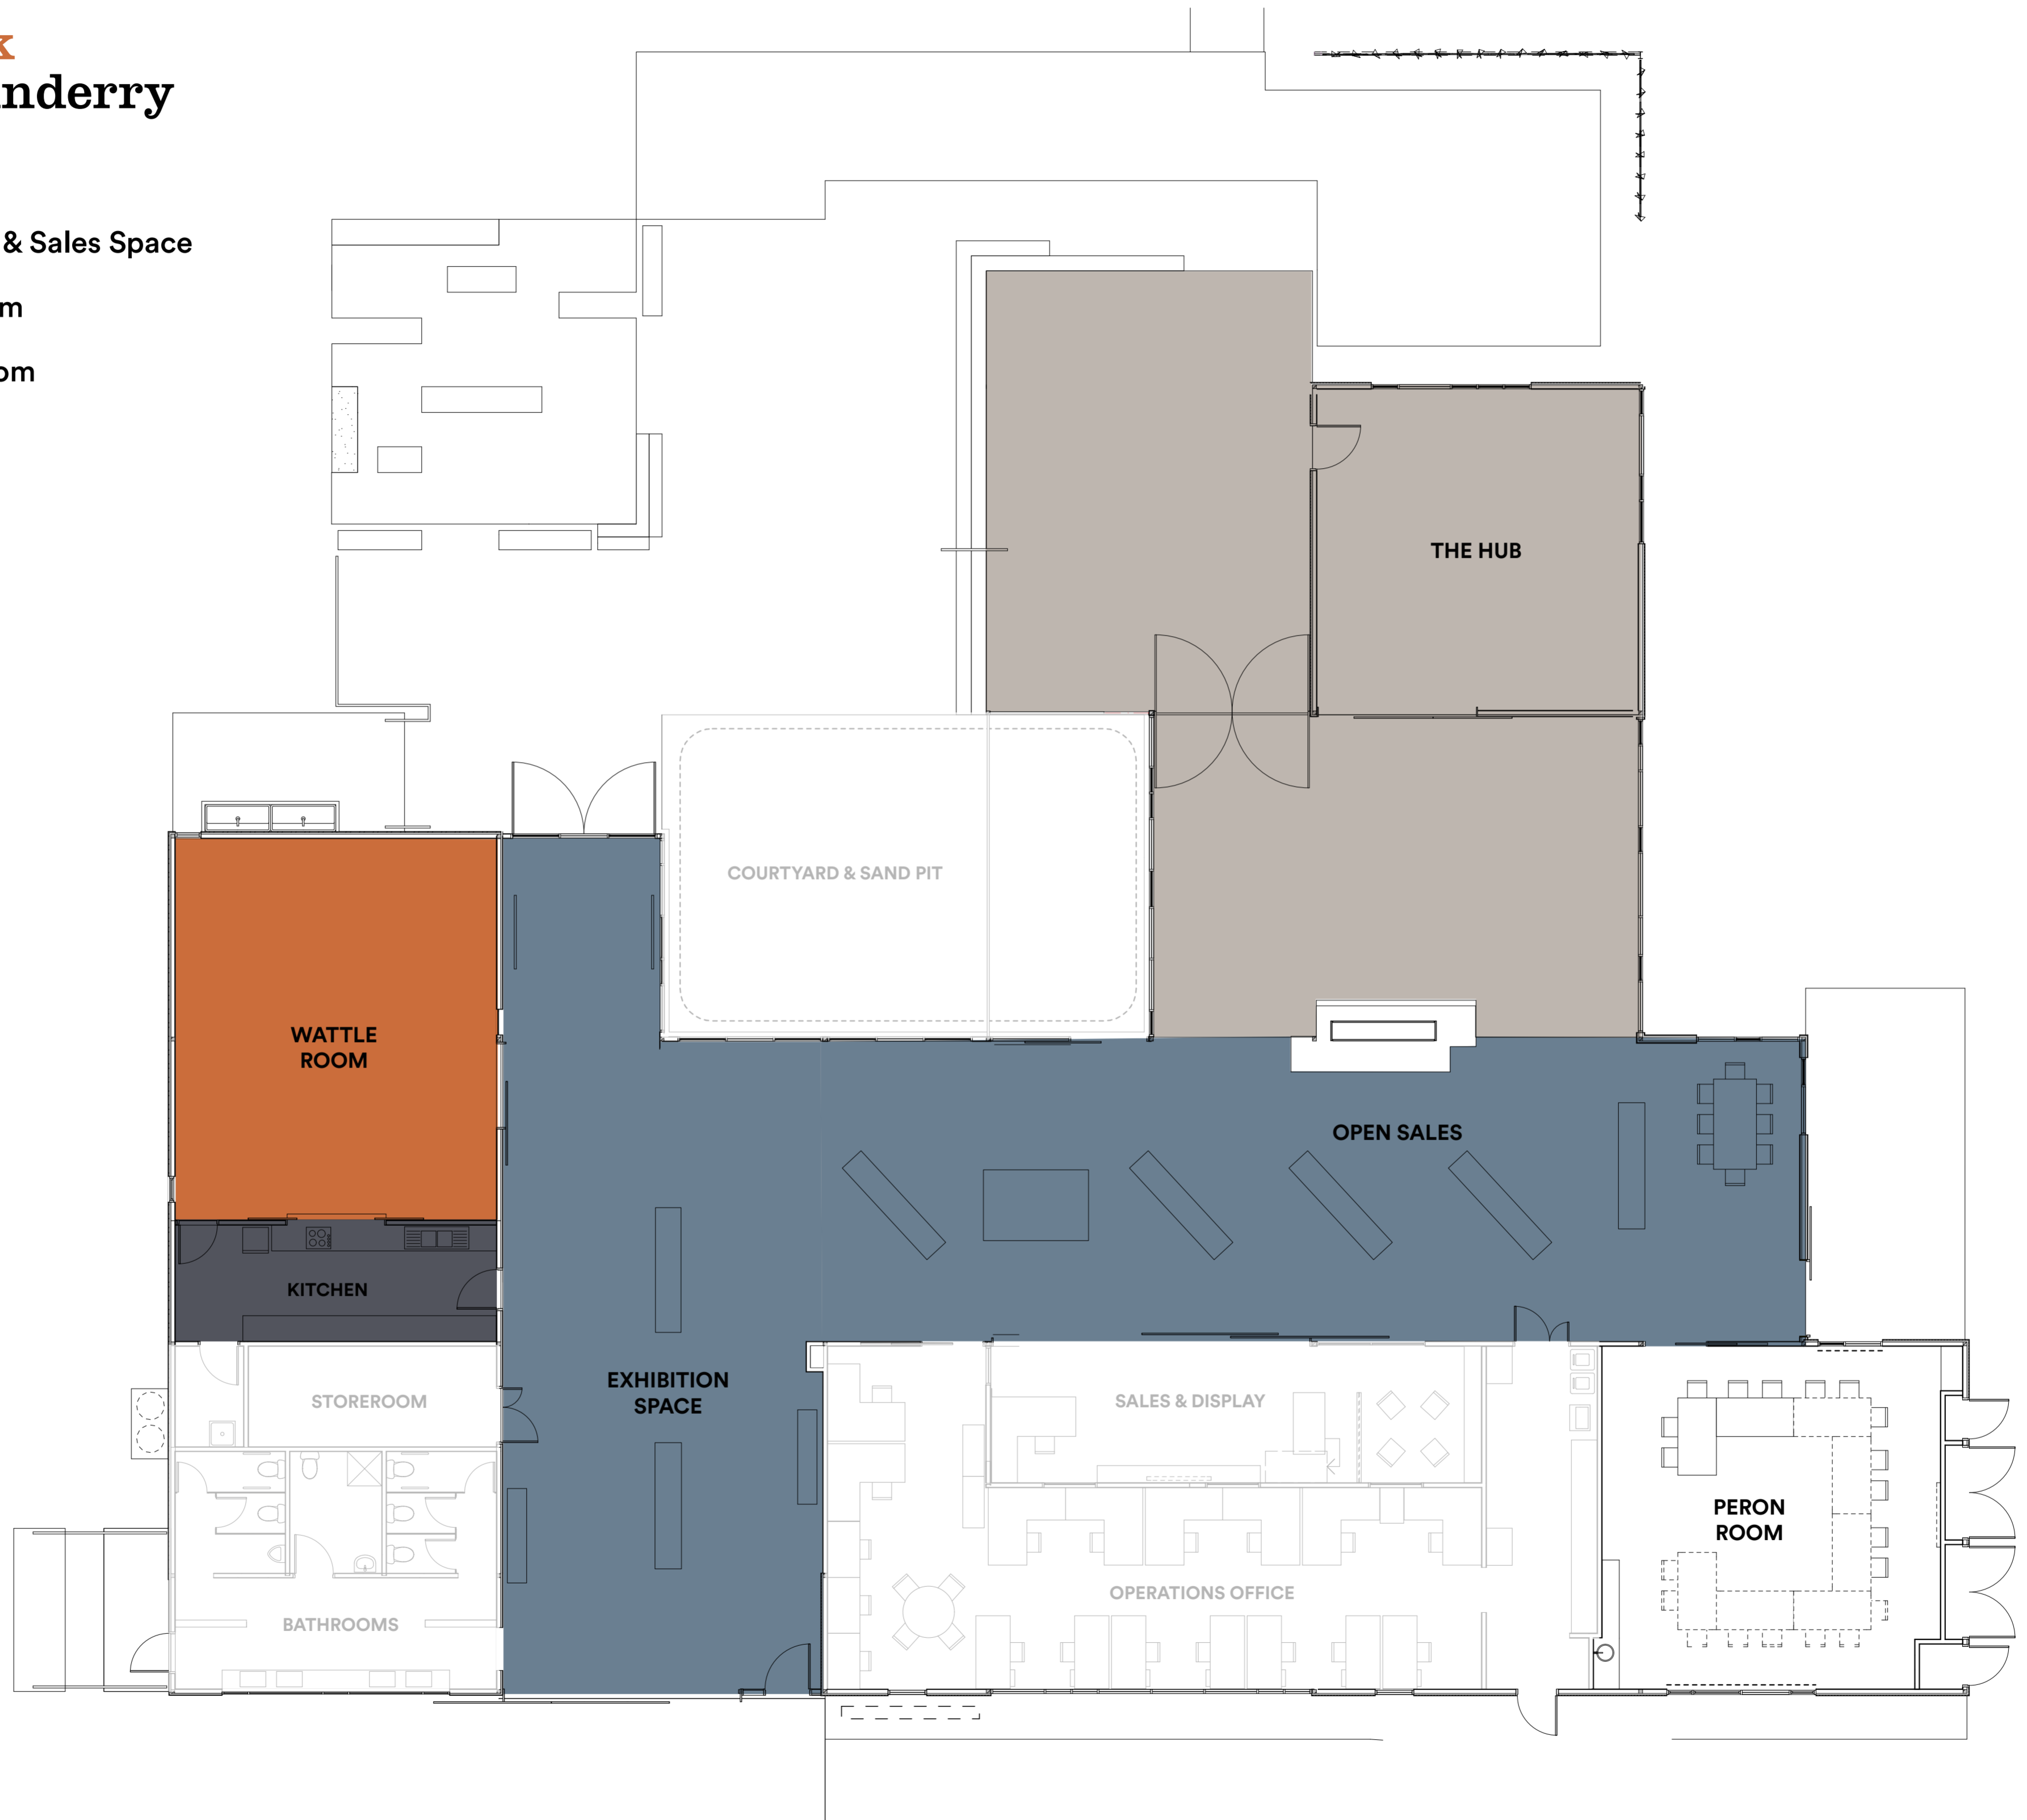 k
nderry
& Sales Space
m
om
THE HUB
COURTYARD & SAND PIT
WATTLE
ROOM
OPEN SALES
KITCHEN
EXHIBITION
SPACE
STOREROOM
SALES & DISPLAY
PERON
ROOM
OPERATIONS OFFICE
BATHROOMS